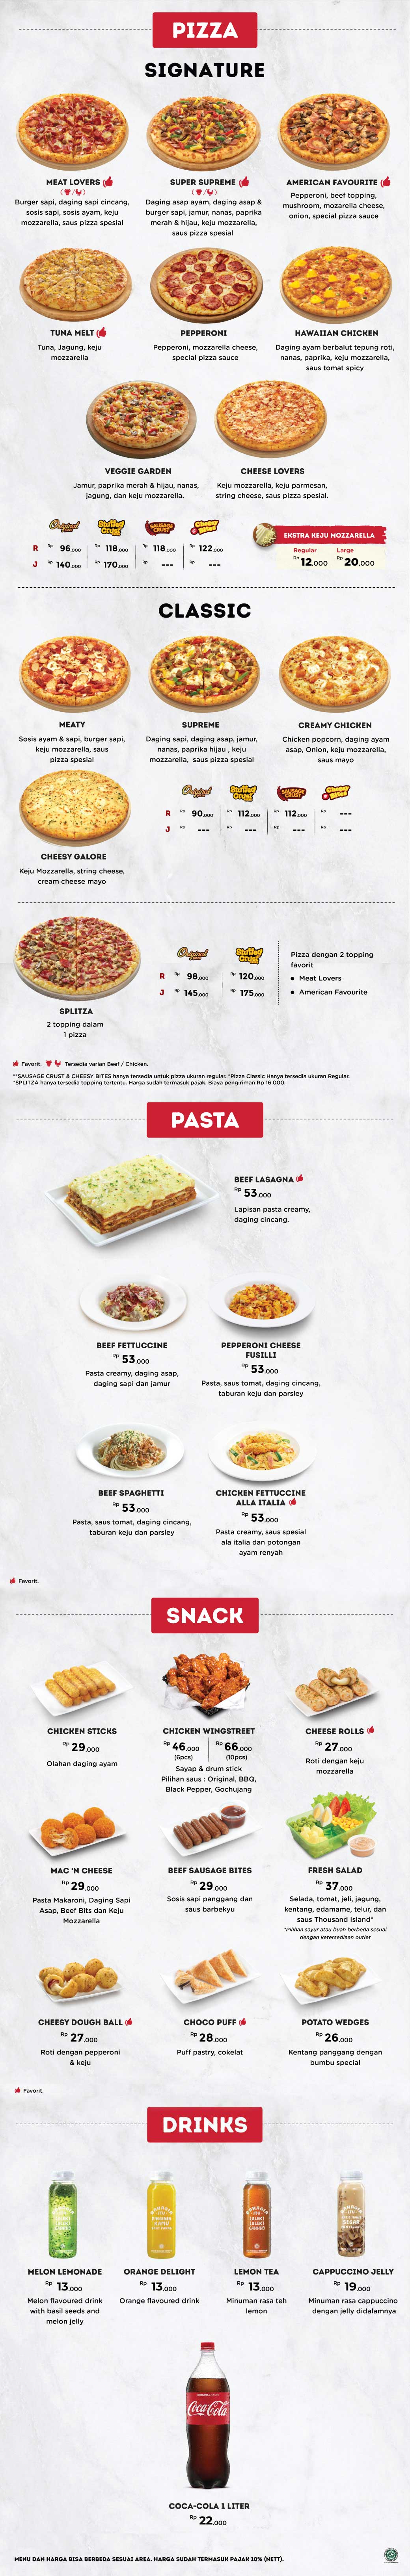 PIZZA
SIGNATURE
MEAT LOVERS
Burger sapi, daging sapi cincang,
sosis sapi, sosis ayam, keju
mozzarella, saus pizza spesial
SUPER SUPREME
Daging asap ayam, daging asap &
burger sapi, jamur, nanas, paprika
merah & hijau, keju mozzarella,
saus pizza spesial
AMERICAN FAVOURITE
Pepperoni, beef topping,
mushroom, mozarella cheese,
onion, special pizza sauce
TUNA MELT
Tuna, Jagung, keju
mozzarella
PEPPERONI
Pepperoni, mozzarella cheese,
special pizza sauce
HAWAIIAN CHICKEN
Daging ayam berbalut tepung roti,
nanas, paprika, keju mozzarella,
saus tomat spicy
VEGGIE GARDEN
Jamur, paprika merah & hijau, nanas,
jagung, dan keju mozzarella.
CHEESE LOVERS
Keju mozzarella, keju parmesan,
string cheese, saus pizza spesial.
Original Stuffed Crust SAUSAGE CRUST Cheesy Bites
R Rp 96.000 Rp 118.000 Rp 118.000 Rp 122.000
J Rp 140.000 Rp 170.000 Rp --- Rp ---
EKSTRA KEJU MOZZARELLA
Regular Large
Rp 12.000 Rp 20.000
CLASSIC
MEATY
Sosis ayam & sapi, burger sapi,
keju mozzarella, saus
pizza spesial
SUPREME
Daging sapi, daging asap, jamur,
nanas, paprika hijau , keju
mozzarella, saus pizza spesial
CREAMY CHICKEN
Chicken popcorn, daging ayam
asap, Onion, keju mozzarella,
saus mayo
CHEESY GALORE
Keju Mozzarella, string cheese,
cream cheese mayo
Original Stuffed Crust SAUSAGE CRUST Cheesy Bites
R Rp 90.000 Rp 112.000 Rp 112.000 Rp ---
J Rp --- Rp --- Rp --- Rp ---
SPLITZA
2 topping dalam
1 pizza
Original Stuffed Crust
R Rp 98.000 Rp 120.000
J Rp 145.000 Rp 175.000
Pizza dengan 2 topping
favorit
• Meat Lovers
• American Favourite
Favorit. Tersedia varian Beef / Chicken.
**SAUSAGE CRUST & CHEESY BITES hanya tersedia untuk pizza ukuran regular. *Pizza Classic Hanya tersedia ukuran Regular.
*SPLITZA hanya tersedia topping tertentu. Harga sudah termasuk pajak. Biaya pengiriman Rp 16.000.
PASTA
BEEF LASAGNA
Rp 53.000
Lapisan pasta creamy,
daging cincang.
BEEF FETTUCCINE
Rp 53.000
Pasta creamy, daging asap,
daging sapi dan jamur
PEPPERONI CHEESE
FUSILLI
Rp 53.000
Pasta, saus tomat, daging cincang,
taburan keju dan parsley
BEEF SPAGHETTI
Rp 53.000
Pasta, saus tomat, daging cincang,
taburan keju dan parsley
CHICKEN FETTUCCINE
ALLA ITALIA
Rp 53.000
Pasta creamy, saus spesial
ala italia dan potongan
ayam renyah
Favorit.
SNACK
CHICKEN STICKS
Rp 29.000
Olahan daging ayam
CHICKEN WINGSTREET
Rp 46.000 Rp 66.000
(6pcs) (10pcs)
Sayap & drum stick
Pilihan saus : Original, BBQ,
Black Pepper, Gochujang
CHEESE ROLLS
Rp 27.000
Roti dengan keju
mozzarella
MAC 'N CHEESE
Rp 29.000
Pasta Makaroni, Daging Sapi
Asap, Beef Bits dan Keju
Mozzarella
BEEF SAUSAGE BITES
Rp 29.000
Sosis sapi panggang dan
saus barbekyu
FRESH SALAD
Rp 37.000
Selada, tomat, jeli, jagung,
kentang, edamame, telur, dan
saus Thousand Island*
*Pilihan sayur atau buah berbeda sesuai
dengan ketersediaan outlet
CHEESY DOUGH BALL
Rp 27.000
Roti dengan pepperoni
& keju
CHOCO PUFF
Rp 28.000
Puff pastry, cokelat
POTATO WEDGES
Rp 26.000
Kentang panggang dengan
bumbu special
Favorit.
DRINKS
MELON LEMONADE
Rp 13.000
Melon flavoured drink
with basil seeds and
melon jelly
ORANGE DELIGHT
Rp 13.000
Orange flavoured drink
LEMON TEA
Rp 13.000
Minuman rasa teh
lemon
CAPPUCCINO JELLY
Rp 19.000
Minuman rasa cappuccino
dengan jelly didalamnya
Coca-Cola
COCA-COLA 1 LITER
Rp 22.000
MENU DAN HARGA BISA BERBEDA SESUAI AREA. HARGA SUDAH TERMASUK PAJAK 10% (NETT).